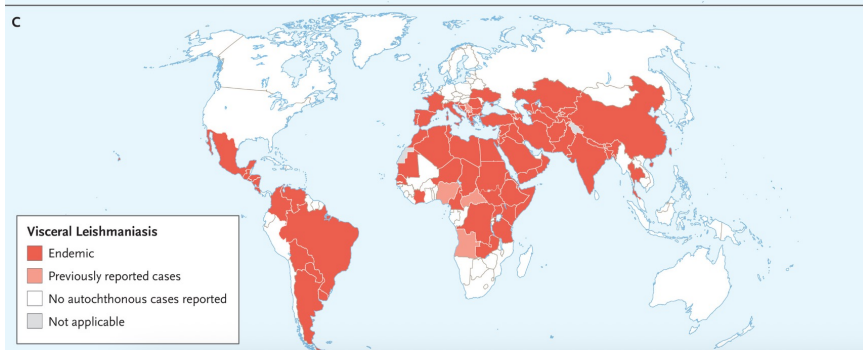 C
Visceral Leishmaniasis
Endemic
Previously reported cases
No autochthonous cases reported
Not applicable